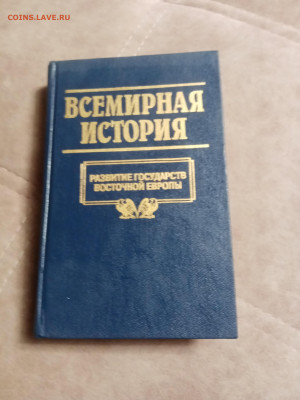 COINS.LAVE.RU
ВСЕМИРНАЯ
ИСТОРИЯ
РАЗВИТИЕ ГОСУДАРСТВ
ВОСТОЧНОЙ ЕВРОПЫ